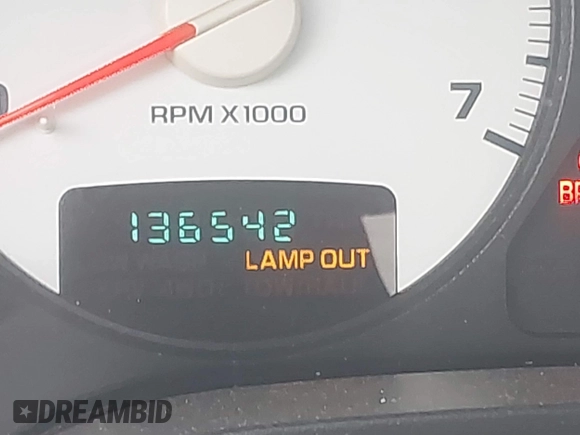 RPM X1000
7
136542
LAMP OUT
DREAMBID